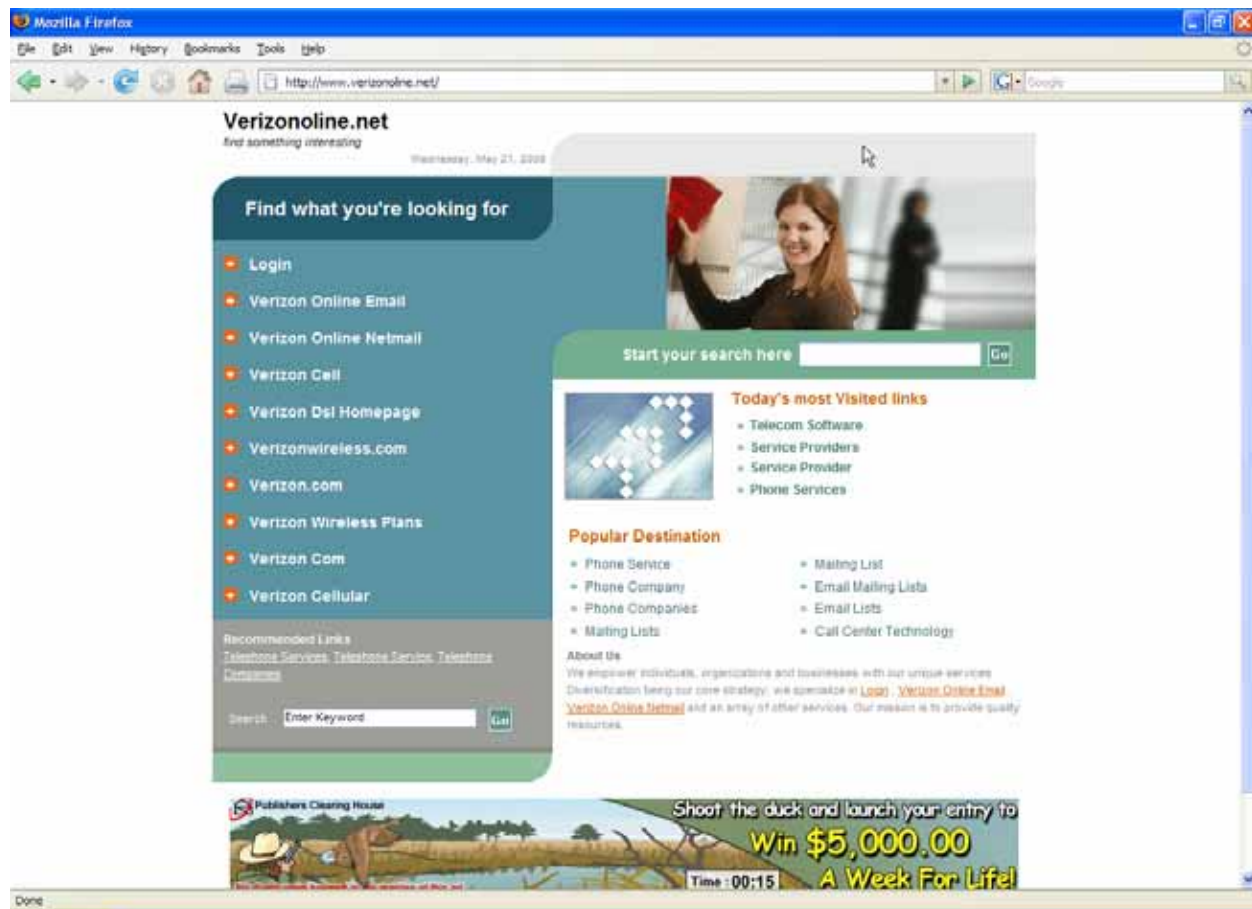 Mozilla Firefox
File Edit View History Bookmarks Tools Help
http://www.verizonoline.net/
Google
Verizonoline.net
find something interesting
Wednesday, May 21, 2008
Find what you're looking for
Login
Verizon Online Email
Verizon Online Netmail
Verizon Cell
Verizon Dsl Homepage
Verizonwireless.com
Verizon.com
Verizon Wireless Plans
Verizon Com
Verizon Cellular
Recommended Links
Telephone Services, Telephone Service, Telephone
Companies
Search Enter Keyword Go
Start your search here Go
Today's most Visited links
Telecom Software
Service Providers
Service Provider
Phone Services
Popular Destination
Phone Service
Phone Company
Phone Companies
Mailing Lists
Mailing List
Email Mailing Lists
Email Lists
Call Center Technology
About Us
We empower individuals, organizations and businesses with our unique services.
Diversification being our core strategy, we specialize in Login , Verizon Online Email ,
Verizon Online Netmail and an array of other services. Our mission is to provide quality
resources.
Publishers Clearing House
Shoot the duck and launch your entry to
Win $5,000.00
A Week For Life!
Time :00:15
Done